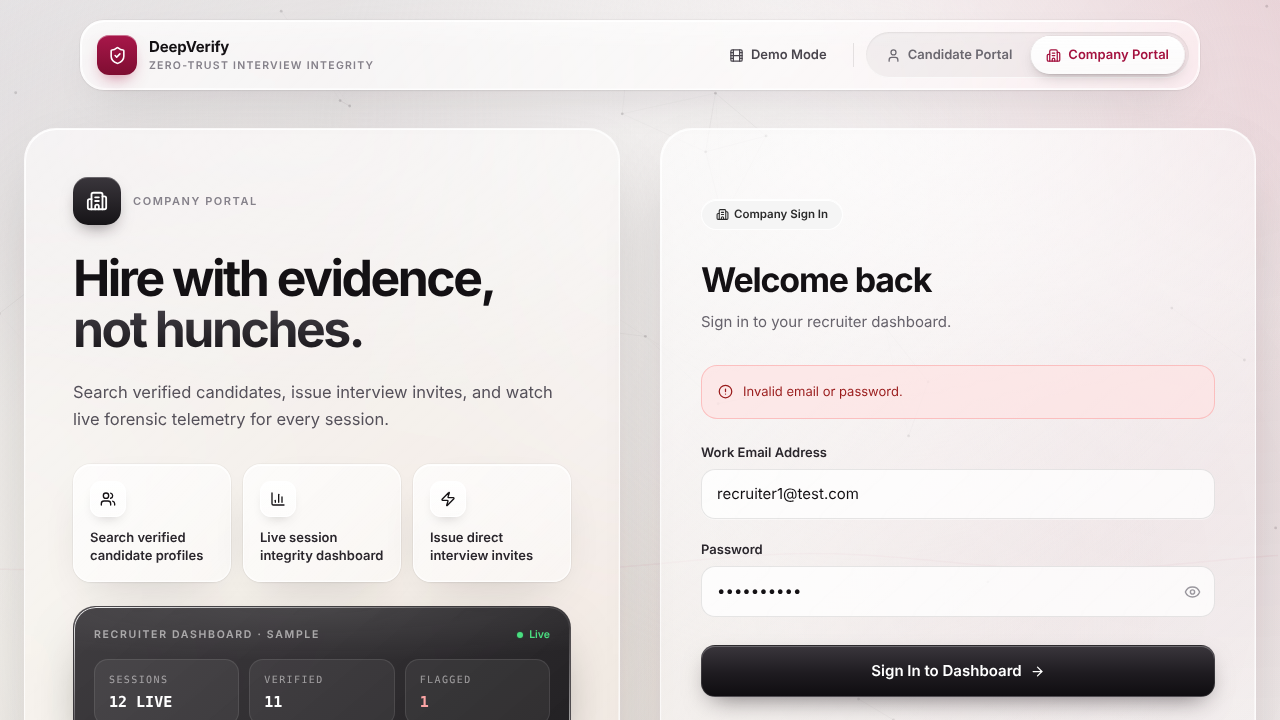 DeepVerify
ZERO-TRUST INTERVIEW INTEGRITY
Demo Mode
Candidate Portal
Company Portal
COMPANY PORTAL
Hire with evidence,
not hunches.
Search verified candidates, issue interview invites, and watch
live forensic telemetry for every session.
Search verified
candidate profiles
Live session
integrity dashboard
Issue direct
interview invites
RECRUITER DASHBOARD · SAMPLE
Live
SESSIONS
12 LIVE
VERIFIED
11
FLAGGED
1
Company Sign In
Welcome back
Sign in to your recruiter dashboard.
Invalid email or password.
Work Email Address
recruiter1@test.com
Password
••••••••••
Sign In to Dashboard →